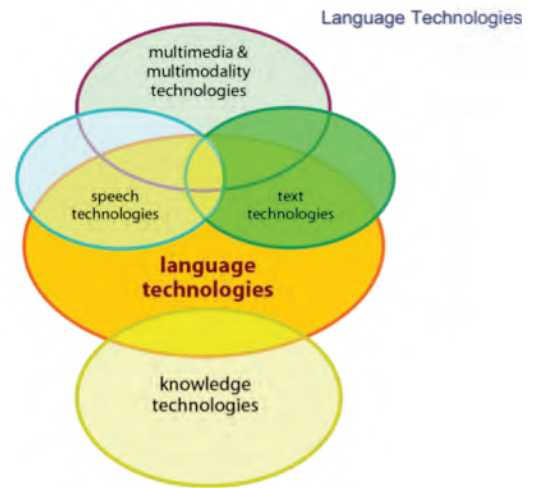 Language Technologies
multimedia &
multimodality
technologies
speech
technologies
text
technologies
language
technologies
knowledge
technologies